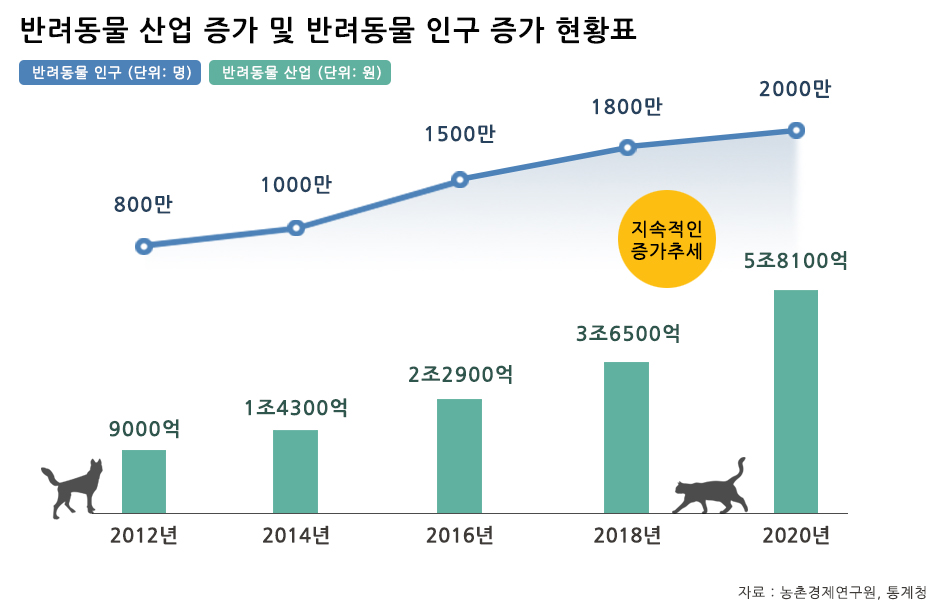 반려동물 산업 증가 및 반려동물 인구 증가 현황표
반려동물 인구 (단위: 명)
반려동물 산업 (단위: 원)
800만
1000만
1500만
1800만
2000만
지속적인
증가추세
9000억
1조4300억
2조2900억
3조6500억
5조8100억
2012년
2014년
2016년
2018년
2020년
자료 : 농촌경제연구원, 통계청